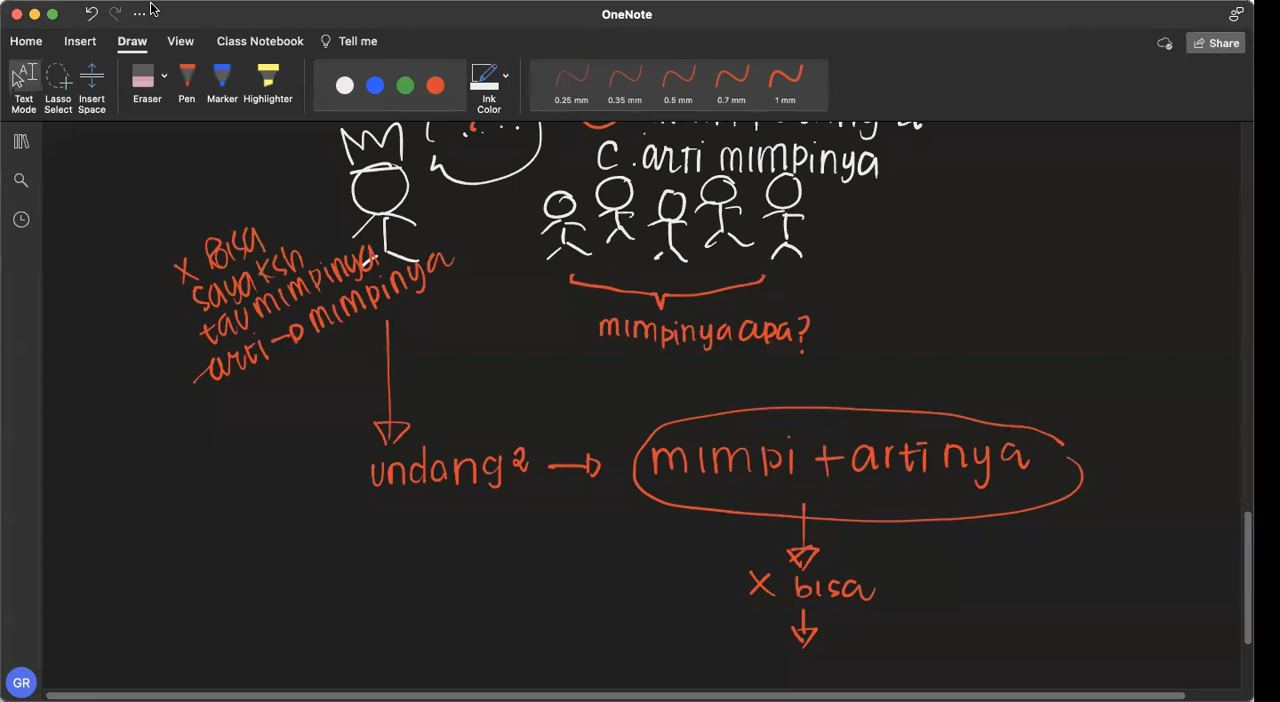 OneNote
Home Insert Draw View Class Notebook Tell me
Share
Text Mode
Lasso Select
Insert Space
Eraser
Pen
Marker
Highlighter
Ink Color
0.25 mm
0.35 mm
0.5 mm
0.7 mm
1 mm
C. arti mimpinya
X Bisa
saya ksh
tau mimpinya
arti → mimpinya
mimpinya apa?
undang² → mimpi + artinya
X bisa
GR